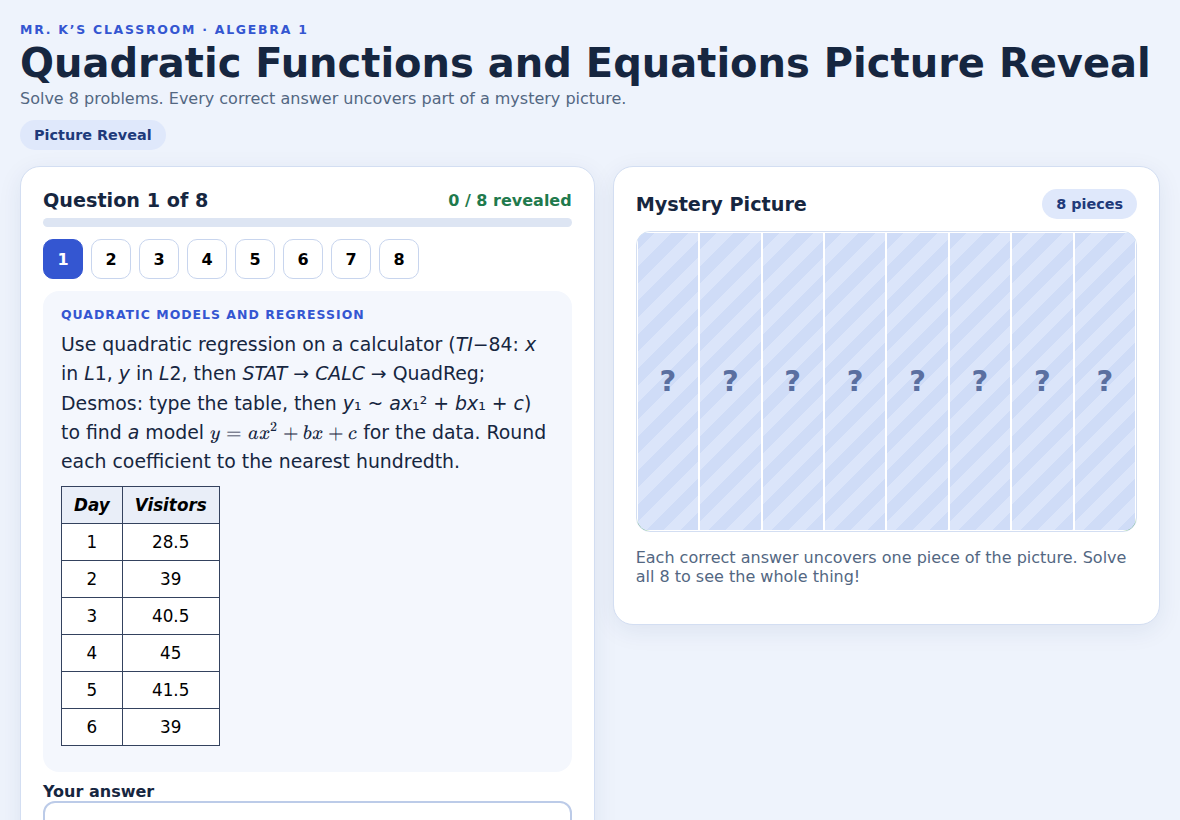 MR. K’S CLASSROOM · ALGEBRA 1
Quadratic Functions and Equations Picture Reveal
Solve 8 problems. Every correct answer uncovers part of a mystery picture.
Picture Reveal
Question 1 of 8
0 / 8 revealed
1 2 3 4 5 6 7 8
QUADRATIC MODELS AND REGRESSION
Use quadratic regression on a calculator (TI−84: x
in L1, y in L2, then STAT → CALC → QuadReg;
Desmos: type the table, then y₁ ~ ax₁² + bx₁ + c)
to find a model y = ax² + bx + c for the data. Round
each coefficient to the nearest hundredth.
Day Visitors
1 28.5
2 39
3 40.5
4 45
5 41.5
6 39
Your answer
Mystery Picture
8 pieces
? ? ? ? ? ? ? ?
Each correct answer uncovers one piece of the picture. Solve
all 8 to see the whole thing!